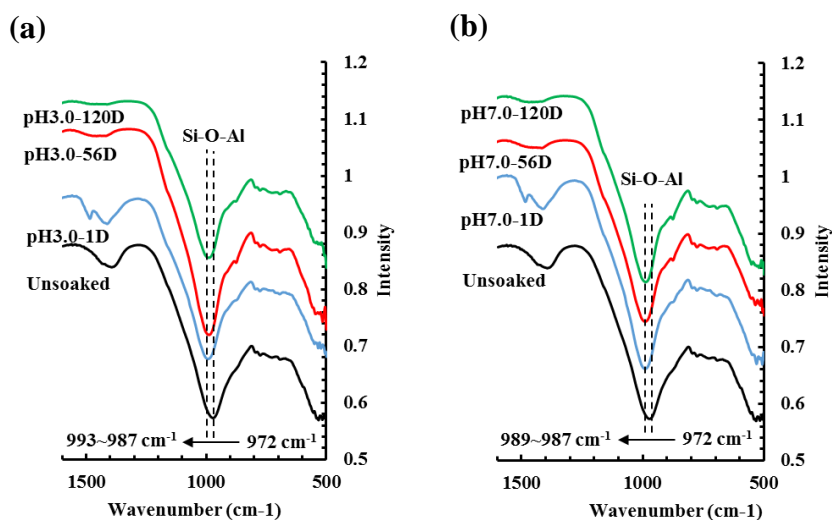 (a)
1.2
1.1
1
0.9
0.8
0.7
0.6
0.5
Intensity
pH3.0-120D
Si-O-Al
pH3.0-56D
pH3.0-1D
Unsoaked
993~987 cm-1
972 cm-1
1500
1000
500
Wavenumber (cm-1)
(b)
1.2
1.1
1
0.9
0.8
0.7
0.6
0.5
Intensity
pH7.0-120D
pH7.0-56D
Si-O-Al
pH7.0-1D
Unsoaked
989~987 cm-1
972 cm-1
1500
1000
500
Wavenumber (cm-1)